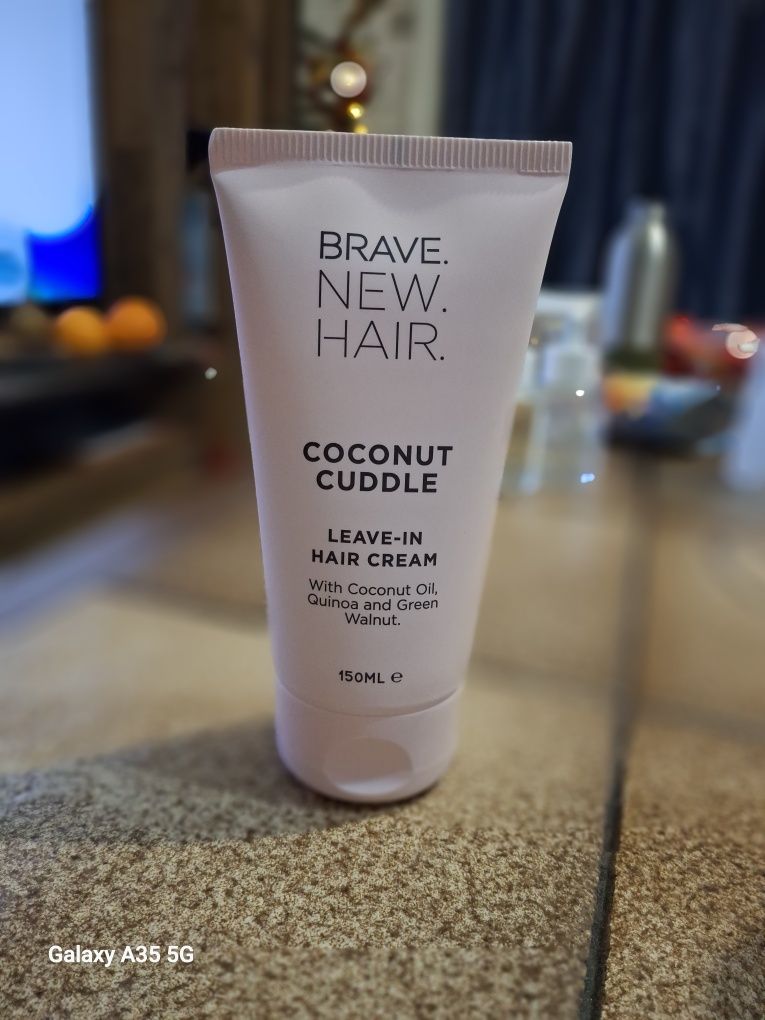 BRAVE.
NEW.
HAIR.
COCONUT
CUDDLE
LEAVE-IN
HAIR CREAM
With Coconut Oil,
Quinoa and Green
Walnut.
150ML ℮
Galaxy A35 5G